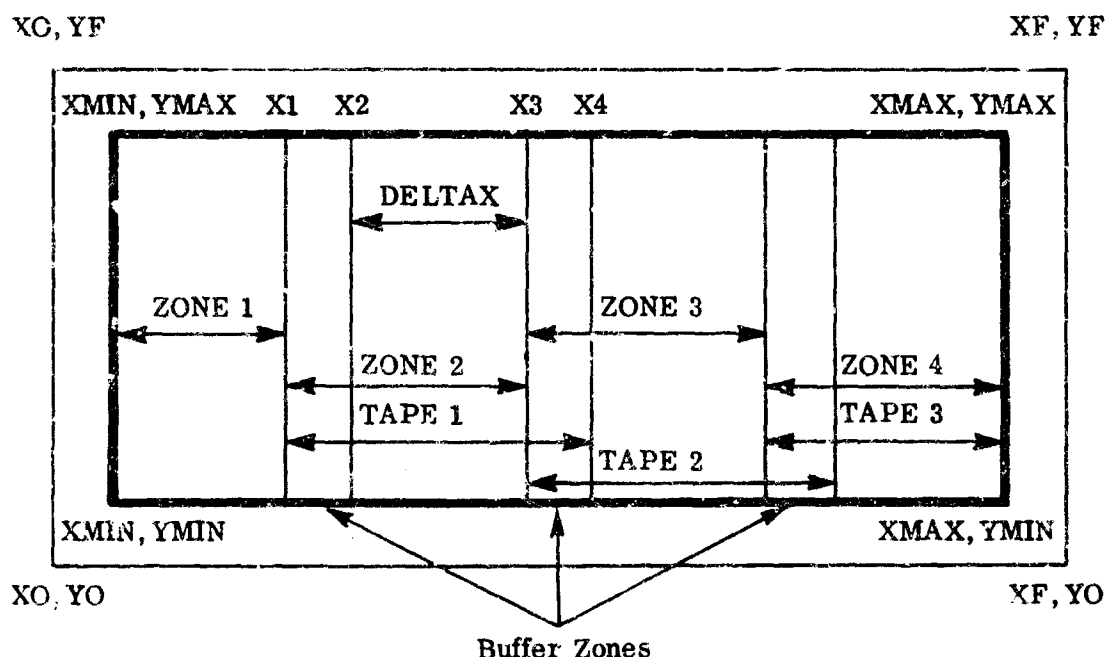 XO, YF XF, YF
XMIN, YMAX X1 X2 X3 X4 XMAX, YMAX
DELTAX
ZONE 1 ZONE 3
ZONE 2 ZONE 4
TAPE 1 TAPE 3
TAPE 2
XMIN, YMIN XMAX, YMIN
XO, YO XF, YO
Buffer Zones